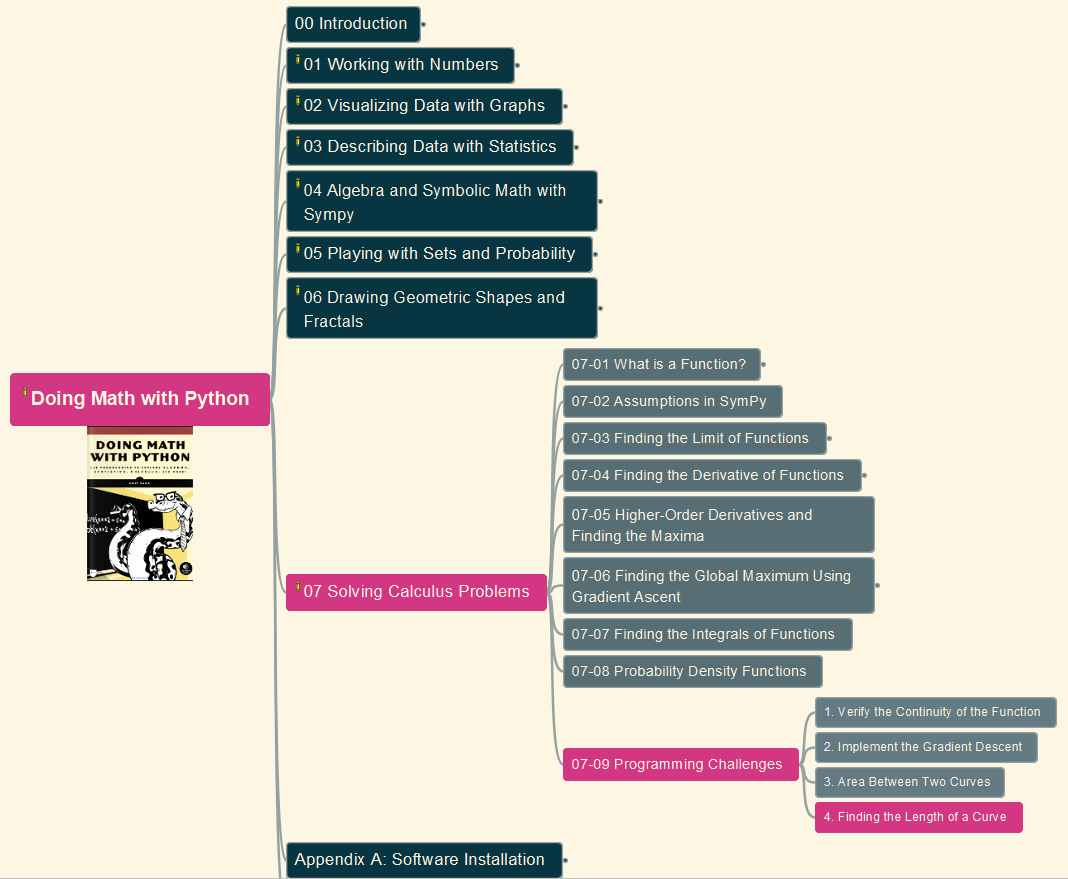 00 Introduction
01 Working with Numbers
02 Visualizing Data with Graphs
03 Describing Data with Statistics
04 Algebra and Symbolic Math with
Sympy
05 Playing with Sets and Probability
06 Drawing Geometric Shapes and
Fractals
Doing Math with Python
DOING MATH
WITH PYTHON
07 Solving Calculus Problems
07-01 What is a Function?
07-02 Assumptions in SymPy
07-03 Finding the Limit of Functions
07-04 Finding the Derivative of Functions
07-05 Higher-Order Derivatives and
Finding the Maxima
07-06 Finding the Global Maximum Using
Gradient Ascent
07-07 Finding the Integrals of Functions
07-08 Probability Density Functions
07-09 Programming Challenges
1. Verify the Continuity of the Function
2. Implement the Gradient Descent
3. Area Between Two Curves
4. Finding the Length of a Curve
Appendix A: Software Installation